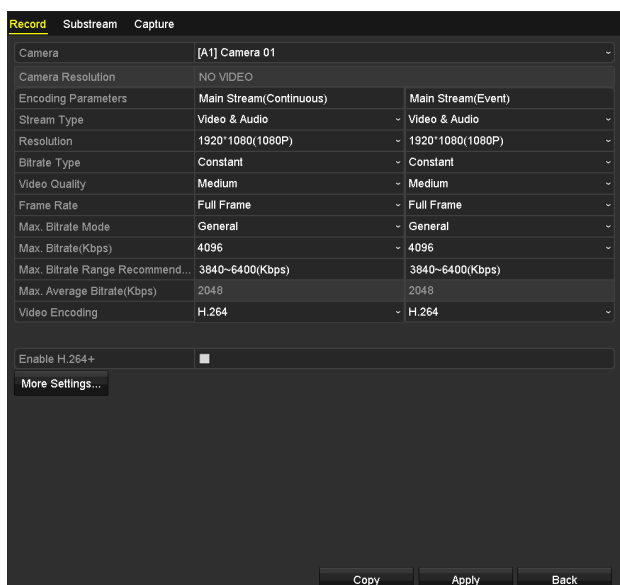 Record Substream Capture
Camera [A1] Camera 01
Camera Resolution NO VIDEO
Encoding Parameters Main Stream(Continuous) Main Stream(Event)
Stream Type Video & Audio Video & Audio
Resolution 1920*1080(1080P) 1920*1080(1080P)
Bitrate Type Constant Constant
Video Quality Medium Medium
Frame Rate Full Frame Full Frame
Max. Bitrate Mode General General
Max. Bitrate(Kbps) 4096 4096
Max. Bitrate Range Recommend... 3840~6400(Kbps) 3840~6400(Kbps)
Max. Average Bitrate(Kbps) 2048 2048
Video Encoding H.264 H.264
Enable H.264+
More Settings...
Copy Apply Back